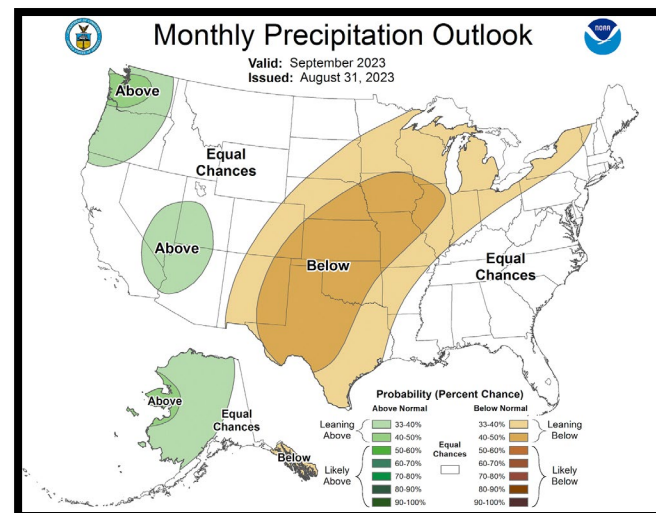 Monthly Precipitation Outlook
NOAA
Valid: September 2023
Issued: August 31, 2023
Above
Equal
Chances
Above
Below
Equal
Chances
Above
Equal
Chances
Below
Probability (Percent Chance)
Above Normal
Below Normal
Leaning
Above
33-40%
40-50%
50-60%
60-70%
70-80%
80-90%
90-100%
Likely
Above
Equal
Chances
33-40%
40-50%
50-60%
60-70%
70-80%
80-90%
90-100%
Leaning
Below
Likely
Below